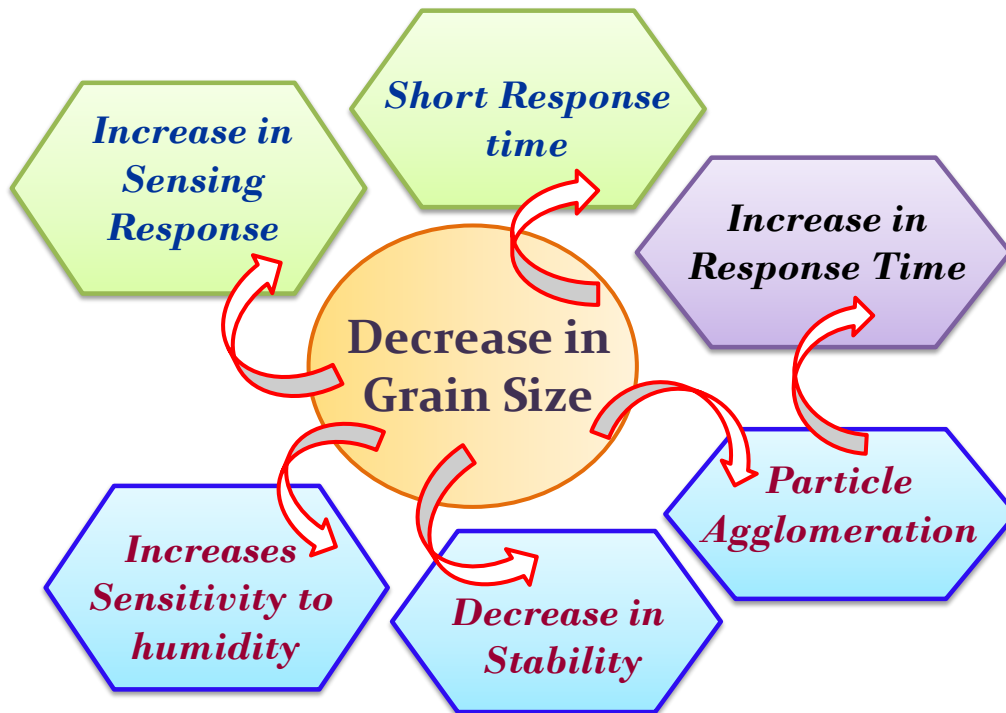 Short Response
time
Increase in
Sensing
Response
Increase in
Response Time
Decrease in
Grain Size
Particle
Agglomeration
Increases
Sensitivity to
humidity
Decrease in
Stability